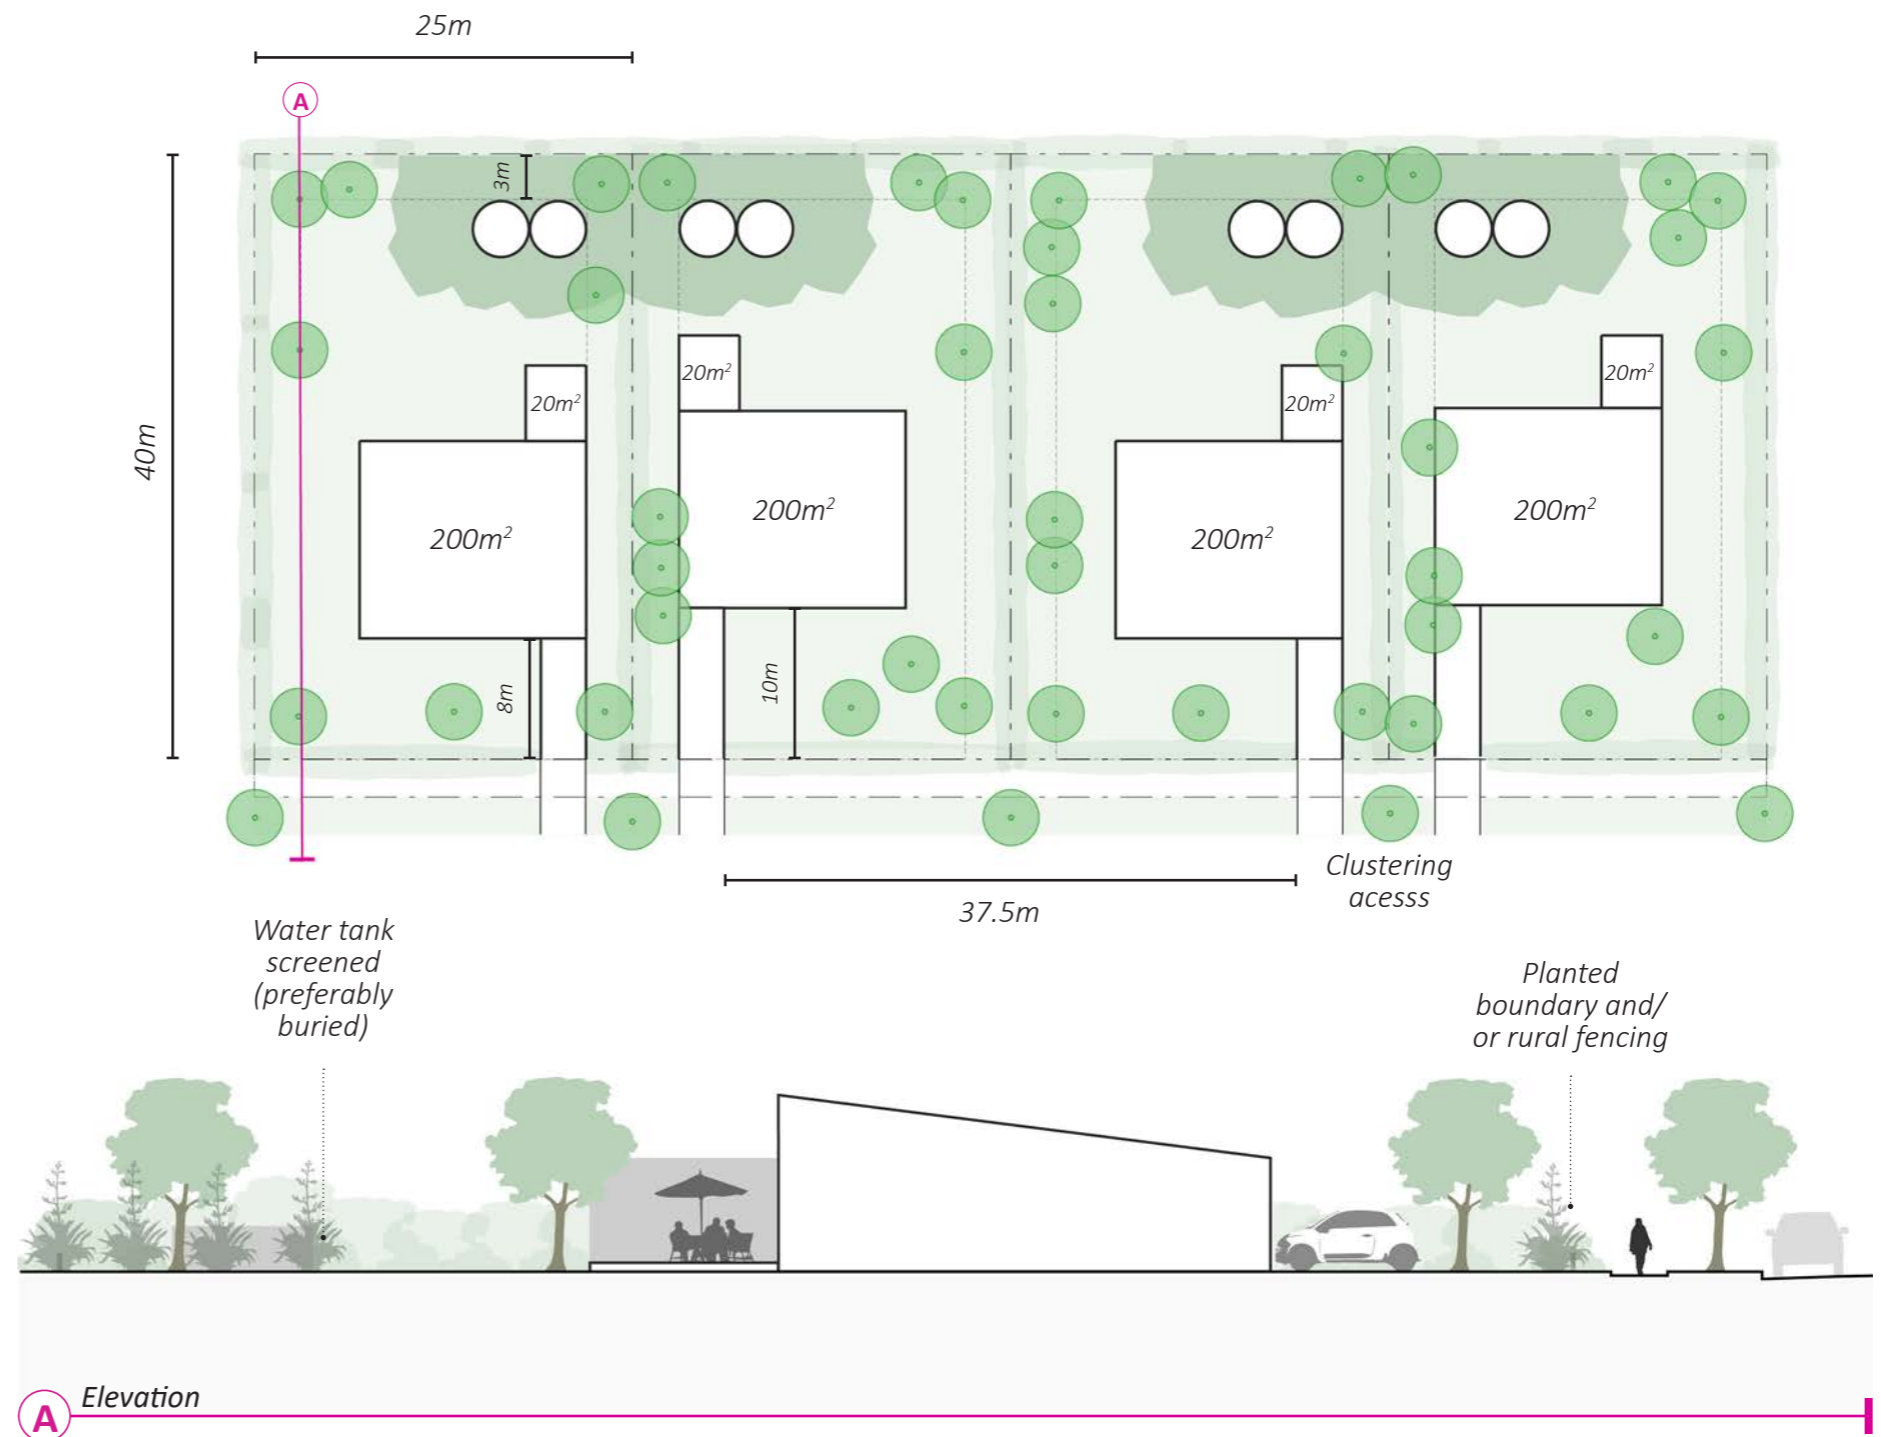 25m
A
3m
40m
20m²
20m²
20m²
20m²
200m²
200m²
200m²
200m²
8m
10m
37.5m
Clustering
acesss
Water tank
screened
(preferably
buried)
Planted
boundary and/
or rural fencing
A
Elevation